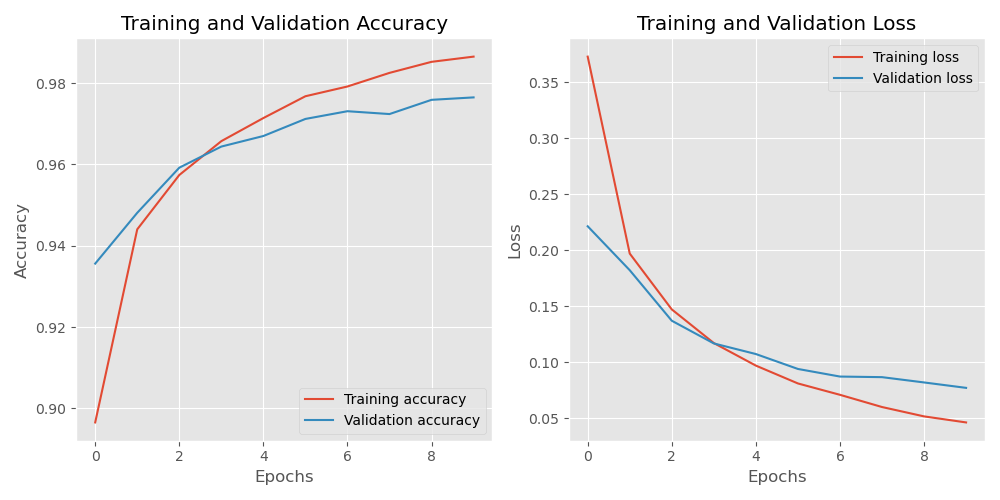 Training and Validation Accuracy
Accuracy
0.98
0.96
0.94
0.92
0.90
Training accuracy
Validation accuracy
0 2 4 6 8
Epochs
Training and Validation Loss
Loss
Training loss
Validation loss
0.35
0.30
0.25
0.20
0.15
0.10
0.05
0 2 4 6 8
Epochs